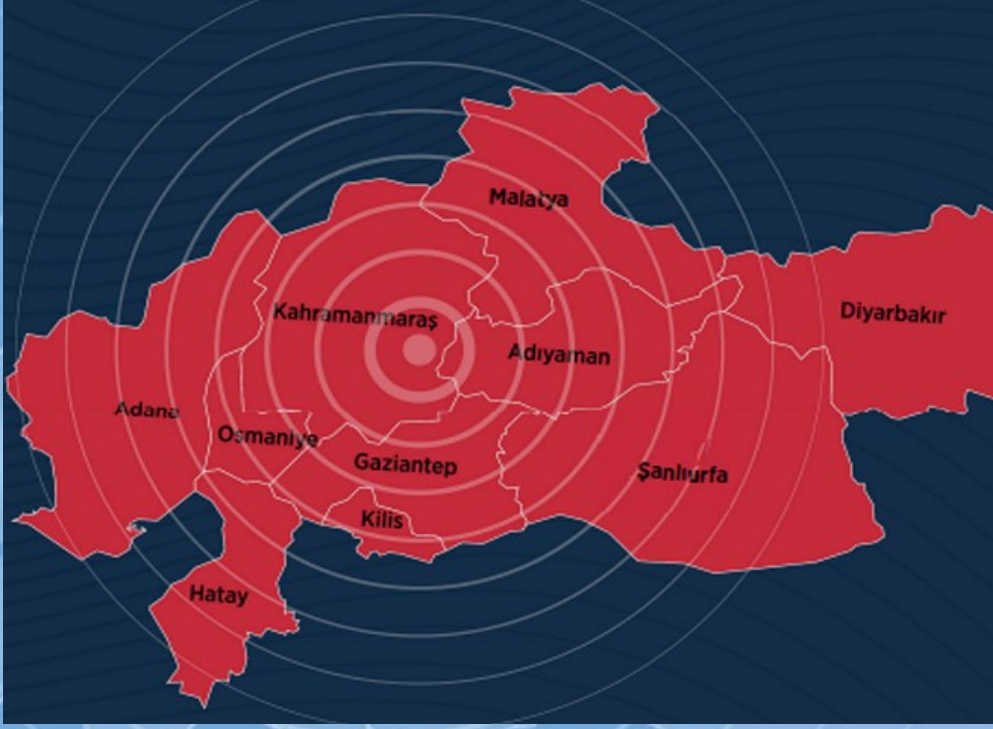 Malatya
Diyarbakır
Kahramanmaraş
Adıyaman
Adana
Osmaniye
Gaziantep
Şanlıurfa
Kilis
Hatay